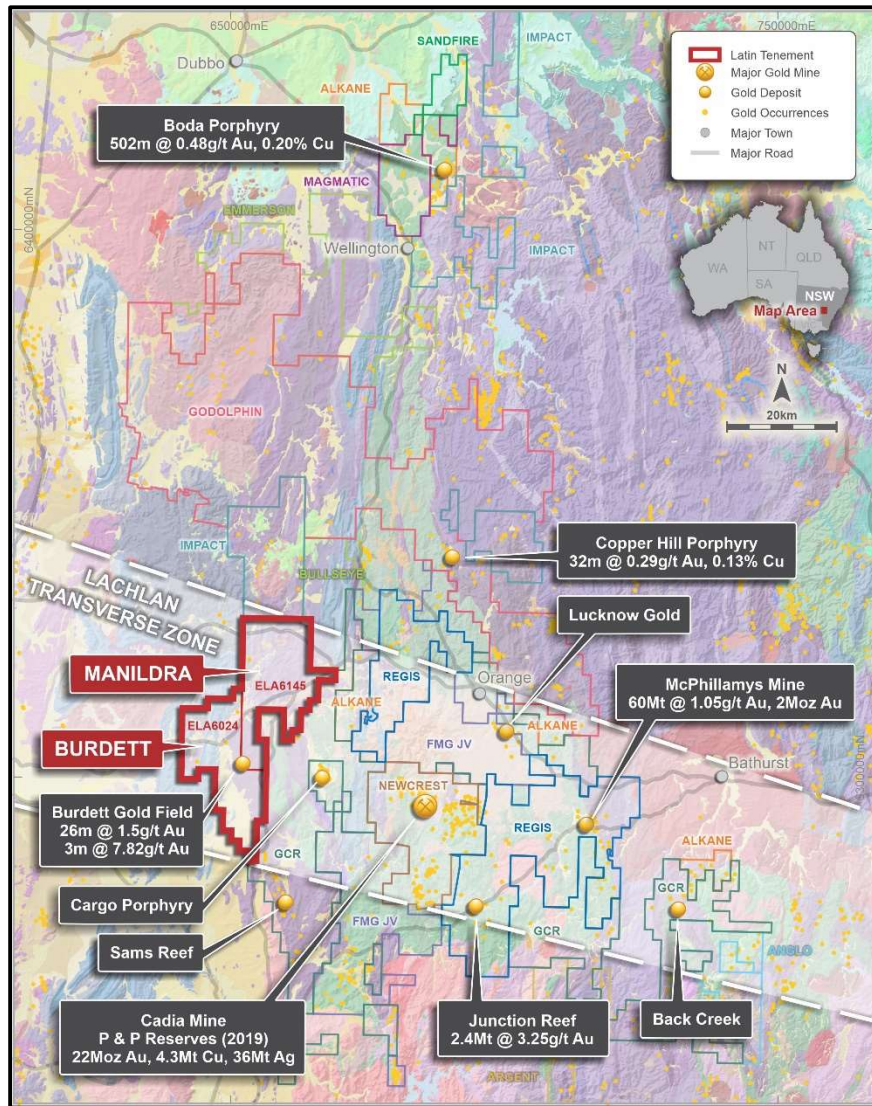 650000mE
750000mE
SANDFIRE
IMPACT
Dubbo
ALKANE
Latin Tenement
Major Gold Mine
Gold Deposit
Gold Occurrences
Major Town
Major Road
Boda Porphyry
502m @ 0.48g/t Au, 0.20% Cu
MAGMATIC
EMMERSON
6400000mN
Wellington
IMPACT
NT
QLD
WA
SA
NSW
Map Area
N
20km
GODOLPHIN
IMPACT
BULLSEYE
Copper Hill Porphyry
32m @ 0.29g/t Au, 0.13% Cu
LACHLAN
TRANSVERSE ZONE
Lucknow Gold
MANILDRA
ELA6145
REGIS
Orange
McPhillamys Mine
60Mt @ 1.05g/t Au, 2Moz Au
ELA6024
ALKANE
ALKANE
BURDETT
FMG JV
Bathurst
NEWCREST
Burdett Gold Field
26m @ 1.5g/t Au
3m @ 7.82g/t Au
REGIS
GCR
ALKANE
GCR
Cargo Porphyry
FMG JV
GCR
Sams Reef
ANGLO
Cadia Mine
P & P Reserves (2019)
22Moz Au, 4.3Mt Cu, 36Mt Ag
Junction Reef
2.4Mt @ 3.25g/t Au
Back Creek
ARGENT